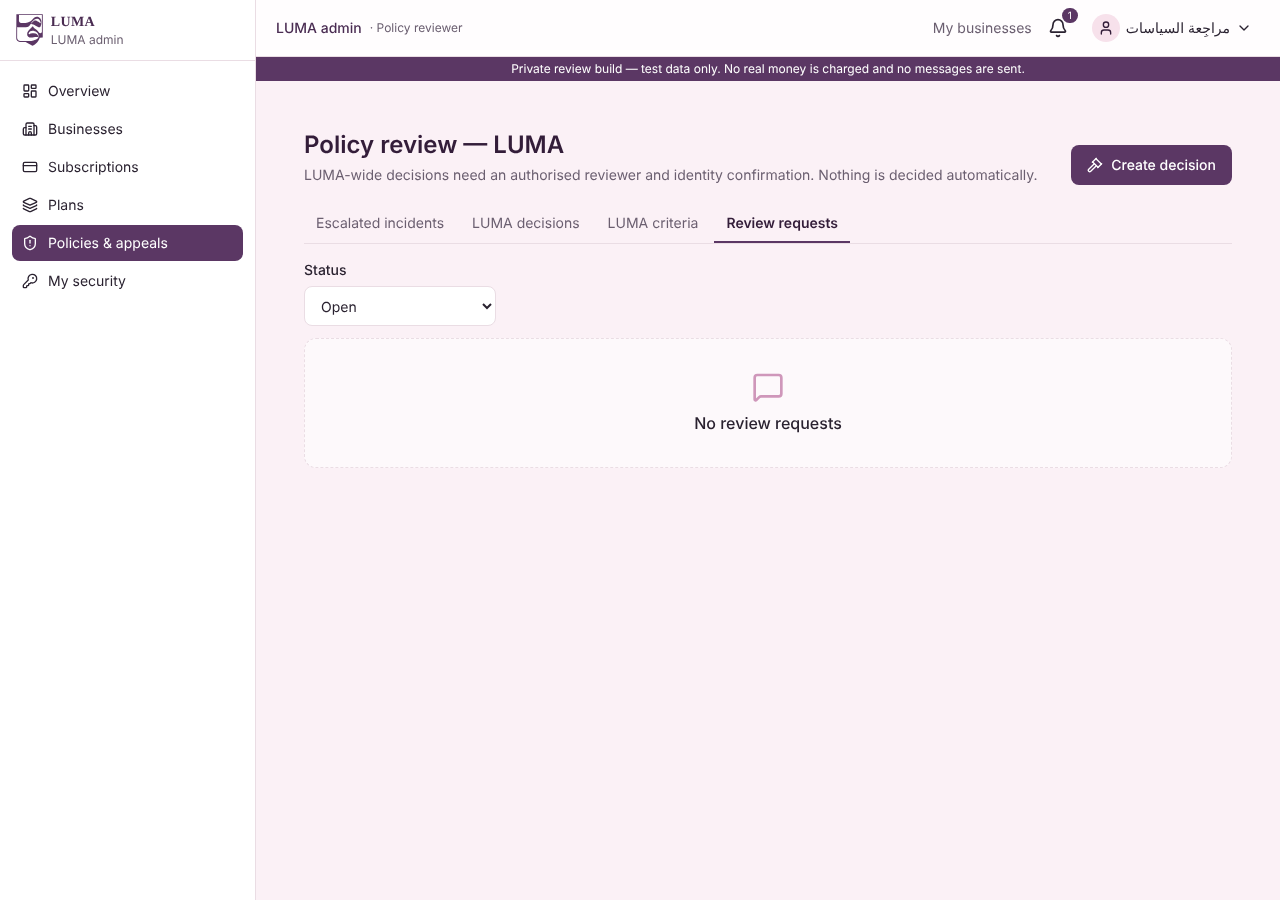 LUMA
LUMA admin
Overview
Businesses
Subscriptions
Plans
Policies & appeals
My security
LUMA admin · Policy reviewer
My businesses
1
مراجِعة السياسات
Private review build — test data only. No real money is charged and no messages are sent.
Policy review — LUMA
LUMA-wide decisions need an authorised reviewer and identity confirmation. Nothing is decided automatically.
Create decision
Escalated incidents
LUMA decisions
LUMA criteria
Review requests
Status
Open
No review requests